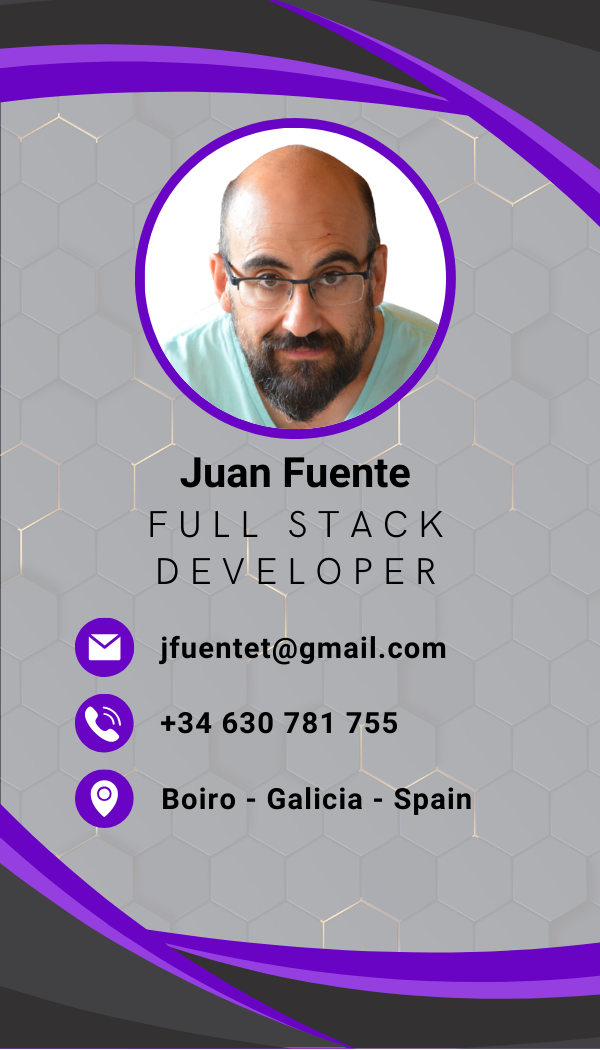 Juan Fuente
FULL STACK
DEVELOPER
jfuentet@gmail.com
+34 630 781 755
Boiro - Galicia - Spain